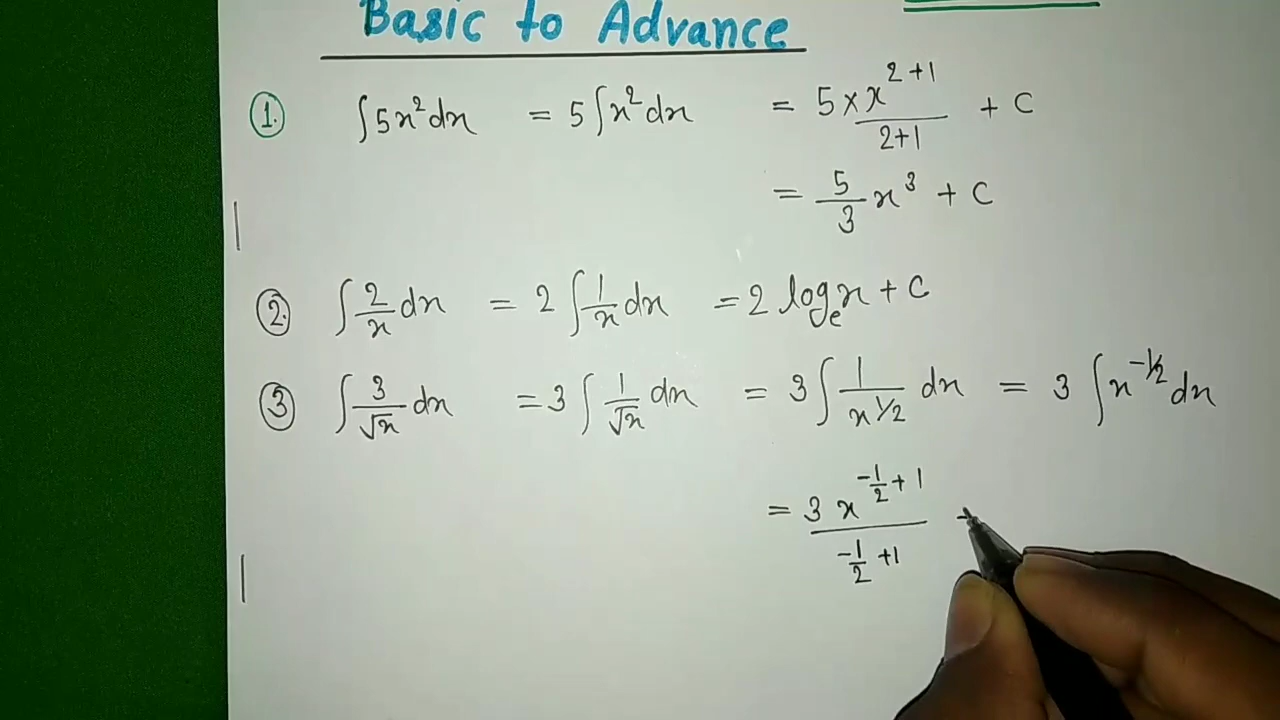 Basic to Advance
1. ∫5x²dx = 5∫x²dx = 5×x^(2+1)/(2+1) + C
= 5/3 x³ + C
2. ∫2/x dx = 2∫1/x dx = 2 logₑx + C
3 ∫3/√x dx = 3∫1/√x dx = 3∫1/x^(1/2) dx = 3∫x^(-1/2) dx
= 3x^(-1/2+1)/(-1/2+1)